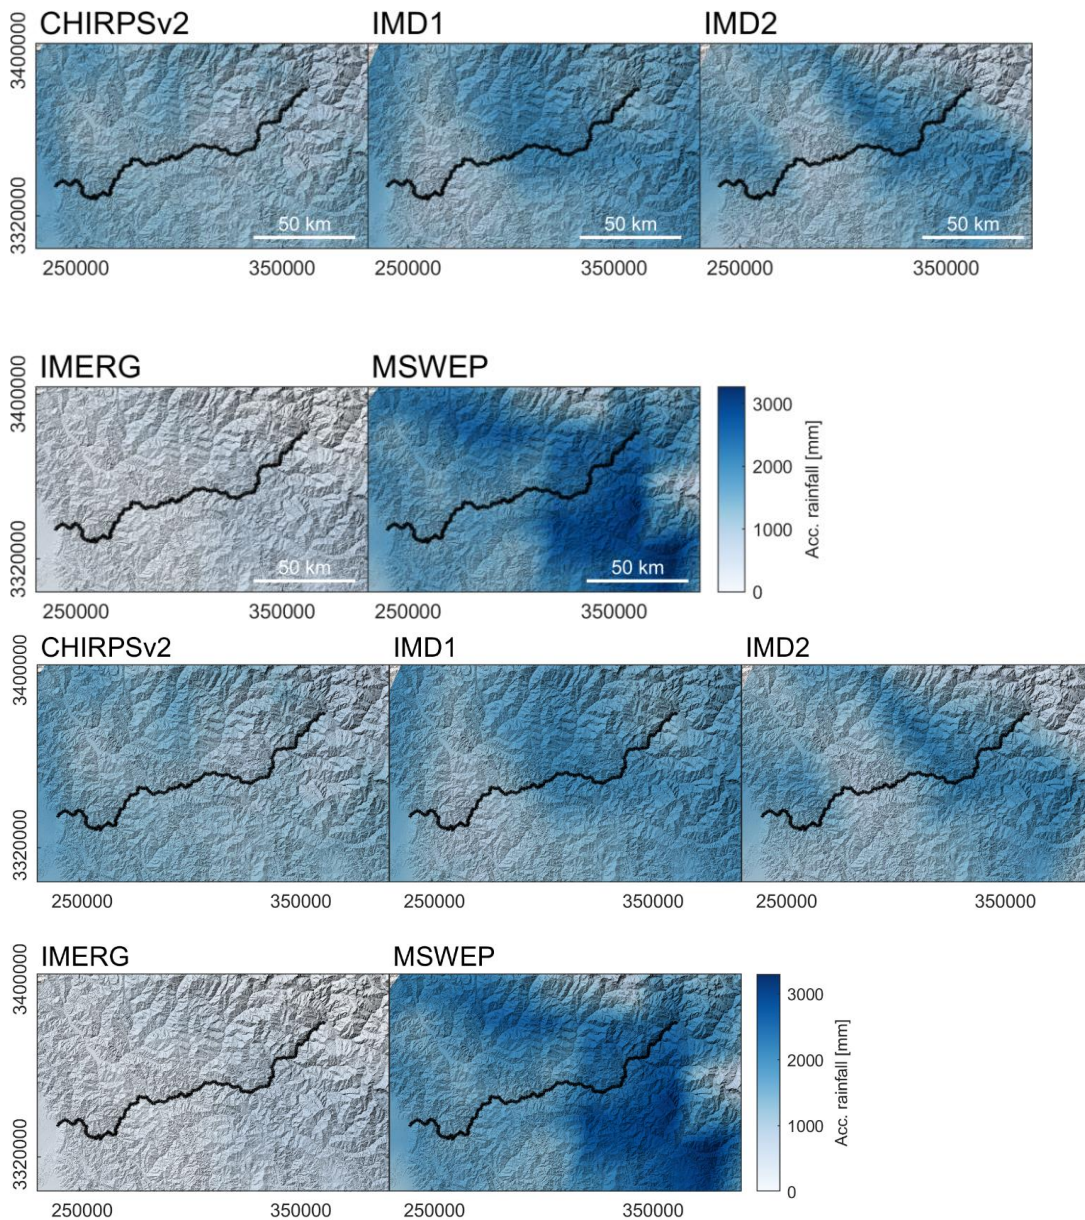 CHIRPSv2 IMD1 IMD2
3400000
3320000
50 km 50 km 50 km
250000 350000 250000 350000 250000 350000
IMERG MSWEP
3400000
3320000
3000
2000
1000
0
Acc. rainfall [mm]
50 km 50 km
250000 350000 250000 350000
CHIRPSv2 IMD1 IMD2
3400000
3320000
250000 350000 250000 350000 250000 350000
IMERG MSWEP
3400000
3320000
3000
2000
1000
0
Acc. rainfall [mm]
250000 350000 250000 350000